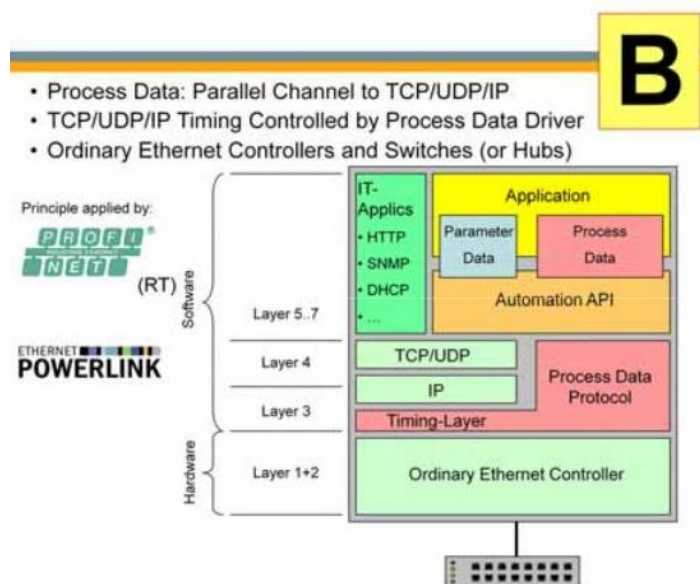 B
• Process Data: Parallel Channel to TCP/UDP/IP
• TCP/UDP/IP Timing Controlled by Process Data Driver
• Ordinary Ethernet Controllers and Switches (or Hubs)
Principle applied by:
PROFI®
NET
(RT)
ETHERNET
POWERLINK
Software
Hardware
Layer 5..7
Layer 4
Layer 3
Layer 1+2
IT-
Applics
• HTTP
• SNMP
• DHCP
• ...
Application
Parameter
Data
Process
Data
Automation API
TCP/UDP
IP
Process Data
Protocol
Timing-Layer
Ordinary Ethernet Controller